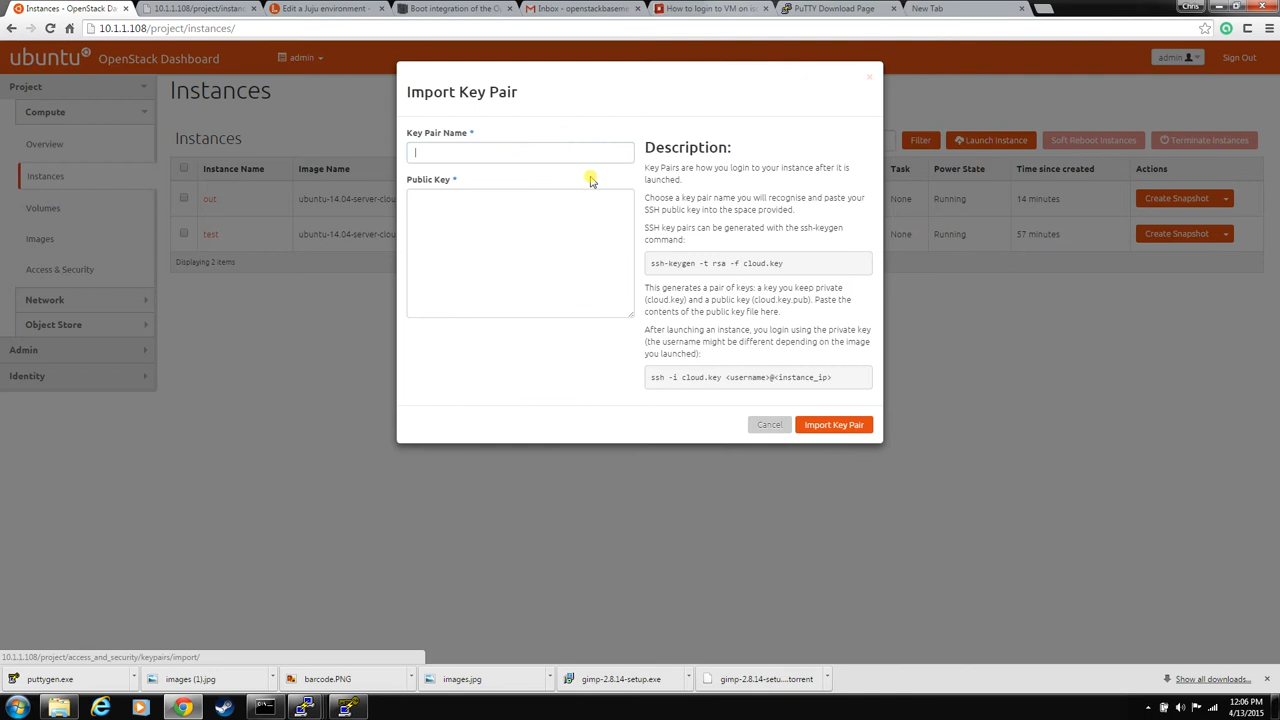 Instances - OpenStack Da
10.1.1.108/project/instanc
Edit a Juju environment -
Boot integration of the O
Inbox - openstackbaseme
How to login to VM on is
PuTTY Download Page
New Tab
Chris
10.1.1.108/project/instances/
ubuntu OpenStack Dashboard
admin
admin
Sign Out
Project
Compute
Overview
Instances
Volumes
Images
Access & Security
Network
Object Store
Admin
Identity
Instances
Instances
Filter
Launch Instance
Soft Reboot Instances
Terminate Instances
Instance Name
Image Name
Task
Power State
Time since created
Actions
out
ubuntu-14.04-server-clou
None
Running
14 minutes
Create Snapshot
test
ubuntu-14.04-server-clou
None
Running
57 minutes
Create Snapshot
Displaying 2 items
Import Key Pair
×
Key Pair Name *
Public Key *
Description:
Key Pairs are how you login to your instance after it is
launched.
Choose a key pair name you will recognise and paste your
SSH public key into the space provided.
SSH key pairs can be generated with the ssh-keygen
command:
ssh-keygen -t rsa -f cloud.key
This generates a pair of keys: a key you keep private
(cloud.key) and a public key (cloud.key.pub). Paste the
contents of the public key file here.
After launching an instance, you login using the private key
(the username might be different depending on the image
you launched):
ssh -i cloud.key <username>@<instance_ip>
Cancel
Import Key Pair
10.1.1.108/project/access_and_security/keypairs/import/
puttygen.exe
images (1).jpg
barcode.PNG
images.jpg
gimp-2.8.14-setup.exe
gimp-2.8.14-setu....torrent
Show all downloads...
12:06 PM
4/13/2015